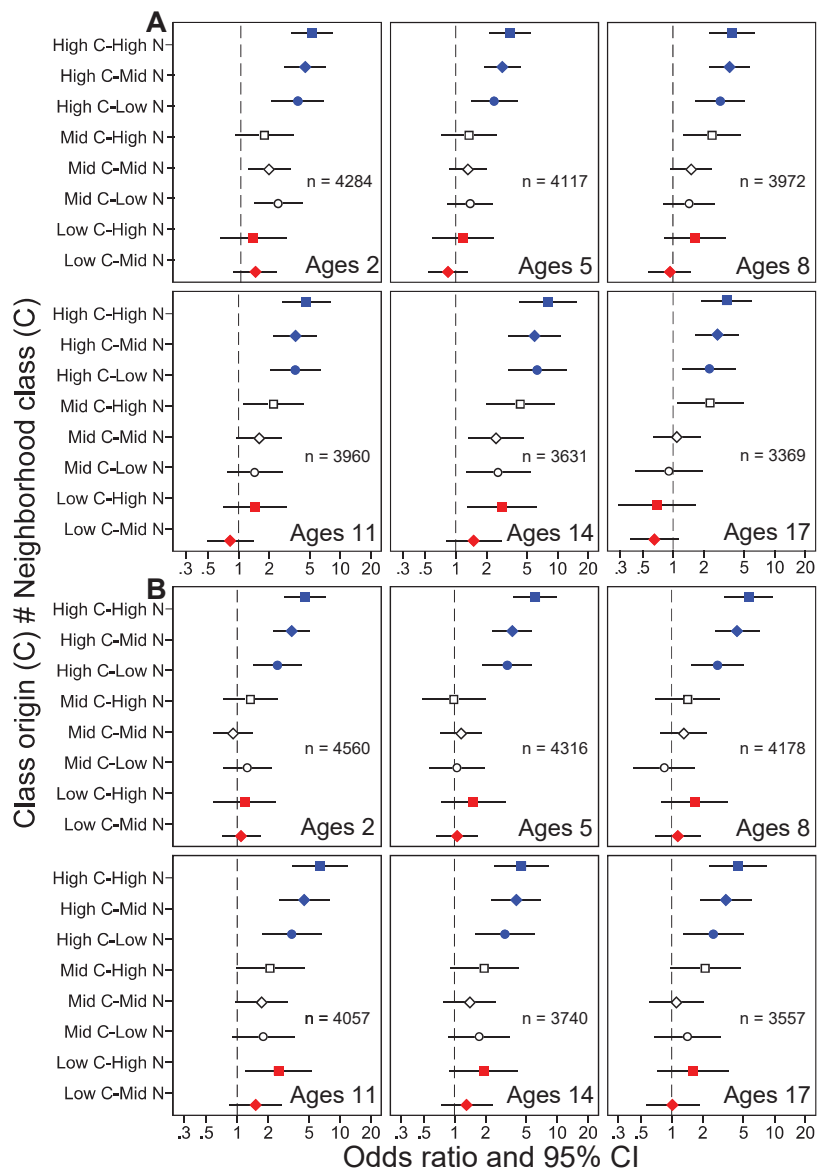 A
High C-High N
High C-Mid N
High C-Low N
Mid C-High N
Mid C-Mid N
Mid C-Low N
Low C-High N
Low C-Mid N
n = 4284
Ages 2
n = 4117
Ages 5
n = 3972
Ages 8
High C-High N
High C-Mid N
High C-Low N
Mid C-High N
Mid C-Mid N
Mid C-Low N
Low C-High N
Low C-Mid N
n = 3960
Ages 11
n = 3631
Ages 14
n = 3369
Ages 17
.3 .5 1 2 5 10 20
.3 .5 1 2 5 10 20
.3 .5 1 2 5 10 20
Class origin (C) # Neighborhood class (C)
B
High C-High N
High C-Mid N
High C-Low N
Mid C-High N
Mid C-Mid N
Mid C-Low N
Low C-High N
Low C-Mid N
n = 4560
Ages 2
n = 4316
Ages 5
n = 4178
Ages 8
High C-High N
High C-Mid N
High C-Low N
Mid C-High N
Mid C-Mid N
Mid C-Low N
Low C-High N
Low C-Mid N
n = 4057
Ages 11
n = 3740
Ages 14
n = 3557
Ages 17
.3 .5 1 2 5 10 20
.3 .5 1 2 5 10 20
.3 .5 1 2 5 10 20
Odds ratio and 95% CI